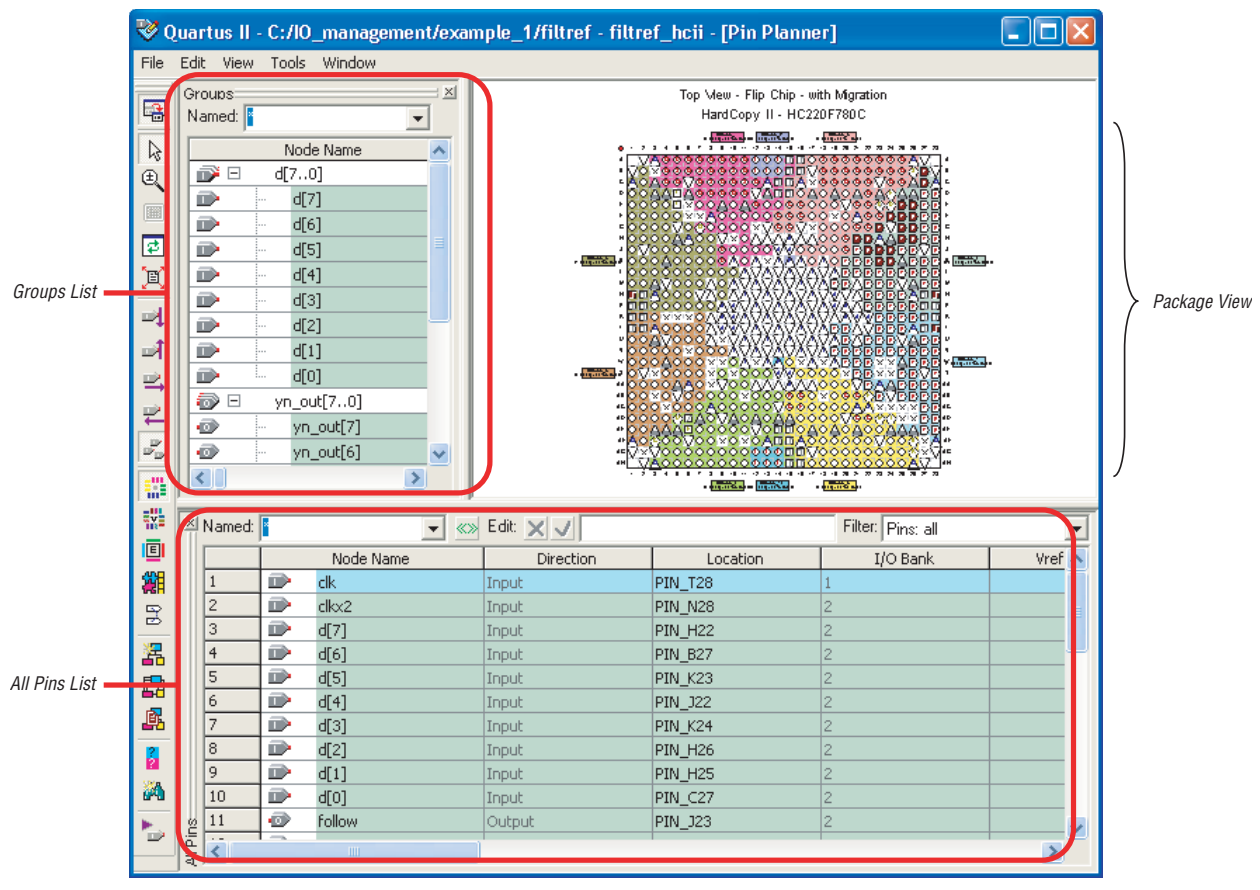 Quartus II - C:/IO_management/example_1/filtref - filtref_hcii - [Pin Planner]
File Edit View Tools Window
Groups
Named: *
Node Name
d[7..0]
d[7]
d[6]
d[5]
d[4]
d[3]
d[2]
d[1]
d[0]
yn_out[7..0]
yn_out[7]
yn_out[6]
Top View - Flip Chip - with Migration
HardCopy II - HC220F780C
Groups List
Package View
All Pins List
Named: * Edit: Filter: Pins: all
Node Name Direction Location I/O Bank Vref
1 clk Input PIN_T28 1
2 clkx2 Input PIN_N28 2
3 d[7] Input PIN_H22 2
4 d[6] Input PIN_B27 2
5 d[5] Input PIN_K23 2
6 d[4] Input PIN_J22 2
7 d[3] Input PIN_K24 2
8 d[2] Input PIN_H26 2
9 d[1] Input PIN_H25 2
10 d[0] Input PIN_C27 2
11 follow Output PIN_J23 2
All Pins